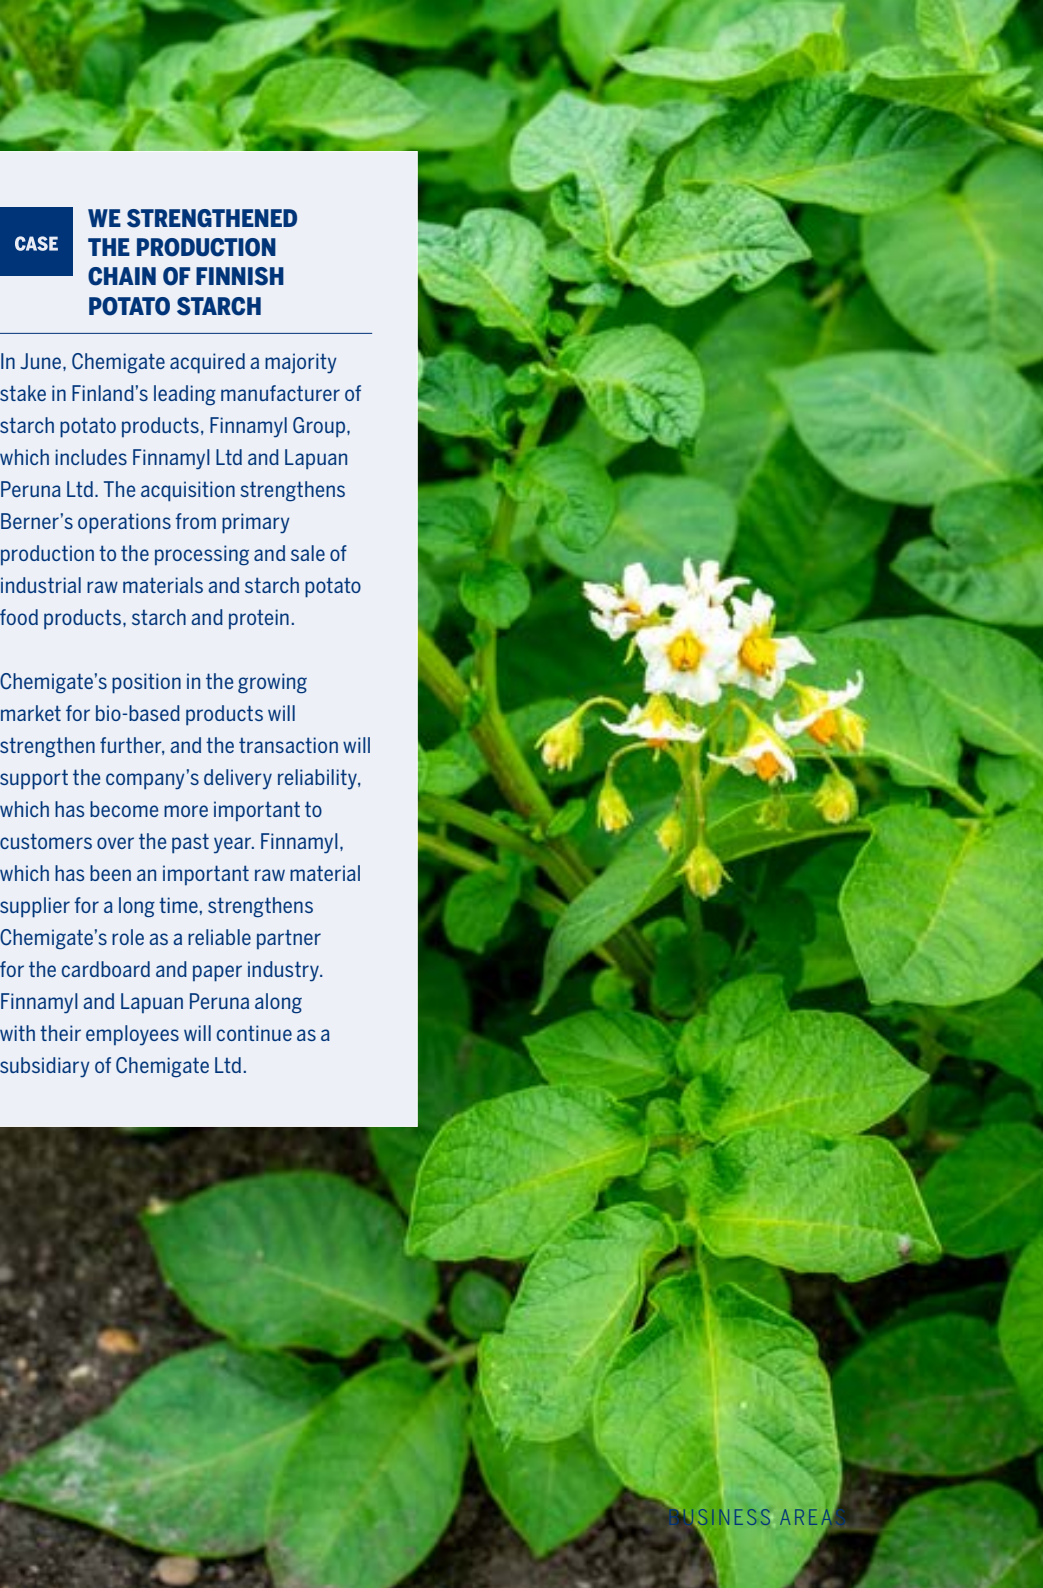 CASE
WE STRENGTHENED
THE PRODUCTION
CHAIN OF FINNISH
POTATO STARCH
In June, Chemigate acquired a majority
stake in Finland's leading manufacturer of
starch potato products, Finnamyl Group,
which includes Finnamyl Ltd and Lapuan
Peruna Ltd. The acquisition strengthens
Berner's operations from primary
production to the processing and sale of
industrial raw materials and starch potato
food products, starch and protein.
Chemigate's position in the growing
market for bio-based products will
strengthen further, and the transaction will
support the company's delivery reliability,
which has become more important to
customers over the past year. Finnamyl,
which has been an important raw material
supplier for a long time, strengthens
Chemigate's role as a reliable partner
for the cardboard and paper industry.
Finnamyl and Lapuan Peruna along
with their employees will continue as a
subsidiary of Chemigate Ltd.
BUSINESS AREAS